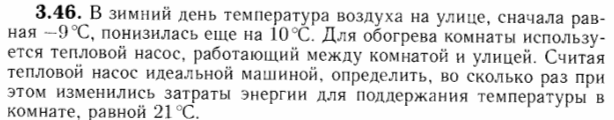 3.46. В зимний день температура воздуха на улице, сначала рав-
ная −9 °C, понизилась еще на 10 °C. Для обогрева комнаты использу-
ется тепловой насос, работающий между комнатой и улицей. Считая
тепловой насос идеальной машиной, определить, во сколько раз при
этом изменились затраты энергии для поддержания температуры в
комнате, равной 21 °C.